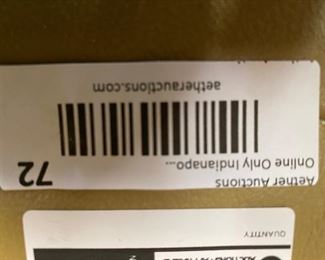 Aether Auctions
Online Only Indianapo...
72
aetherauctions.com
QUANTITY